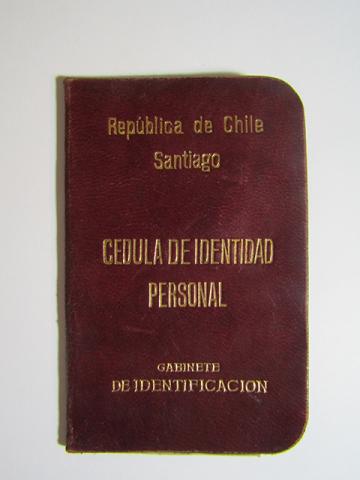 República de Chile
Santiago
CEDULA DE IDENTIDAD
PERSONAL
GABINETE
DE IDENTIFICACION